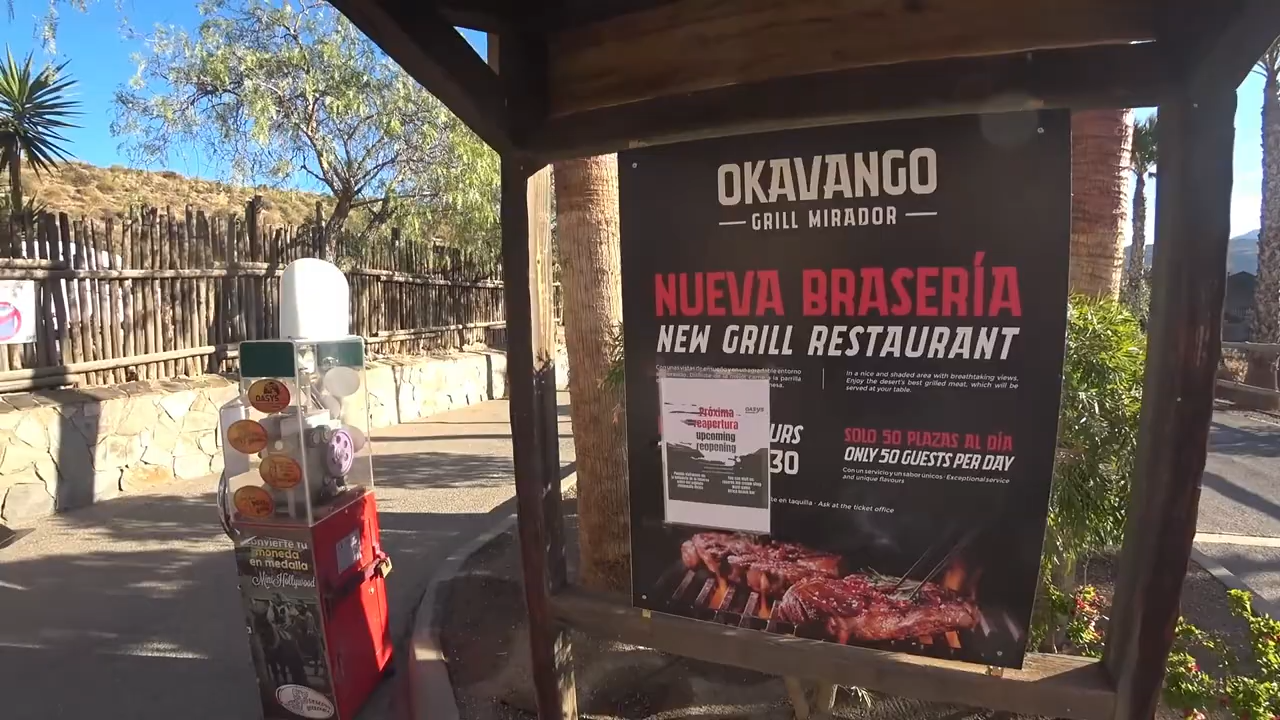 OKAVANGO
GRILL MIRADOR
NUEVA BRASERÍA
NEW GRILL RESTAURANT
In a nice and shaded area with breathtaking views.
Enjoy the desert's best grilled meat, which will be
served at your table.
Próxima
reapertura
upcoming
reopening
OASYS
URS
30
SOLO 50 PLAZAS AL DÍA
ONLY 50 GUESTS PER DAY
Con un servicio y un sabor únicos · Exceptional service
and unique flavours
en taquilla · Ask at the ticket office
OASYS
convierte tu
moneda
en medalla
Mini Hollywood